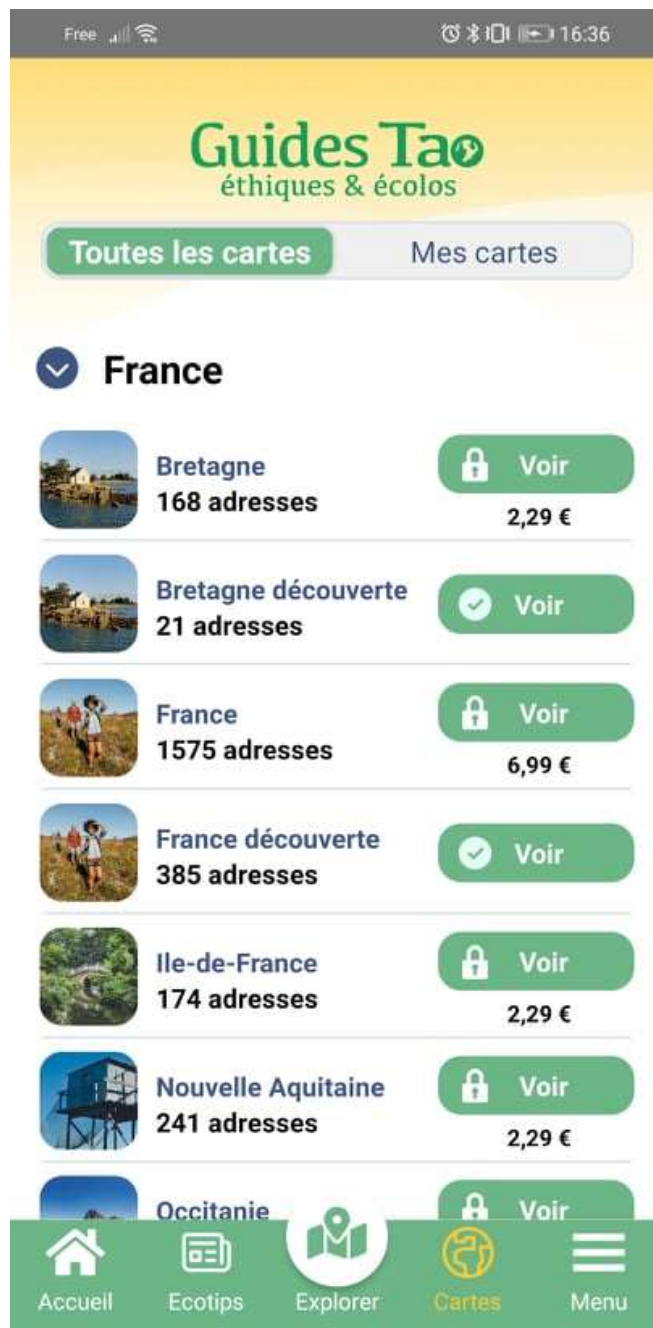 Free 16:36
Guides Tao
éthiques & écolos
Toutes les cartes Mes cartes
France
Bretagne
168 adresses
Voir
2,29 €
Bretagne découverte
21 adresses
Voir
France
1575 adresses
Voir
6,99 €
France découverte
385 adresses
Voir
Ile-de-France
174 adresses
Voir
2,29 €
Nouvelle Aquitaine
241 adresses
Voir
2,29 €
Occitanie
Voir
Accueil Ecotips Explorer Cartes Menu